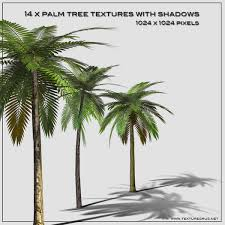 14 x PALM TREE TEXTURES WITH SHADOWS
1024 x 1024 PIXELS